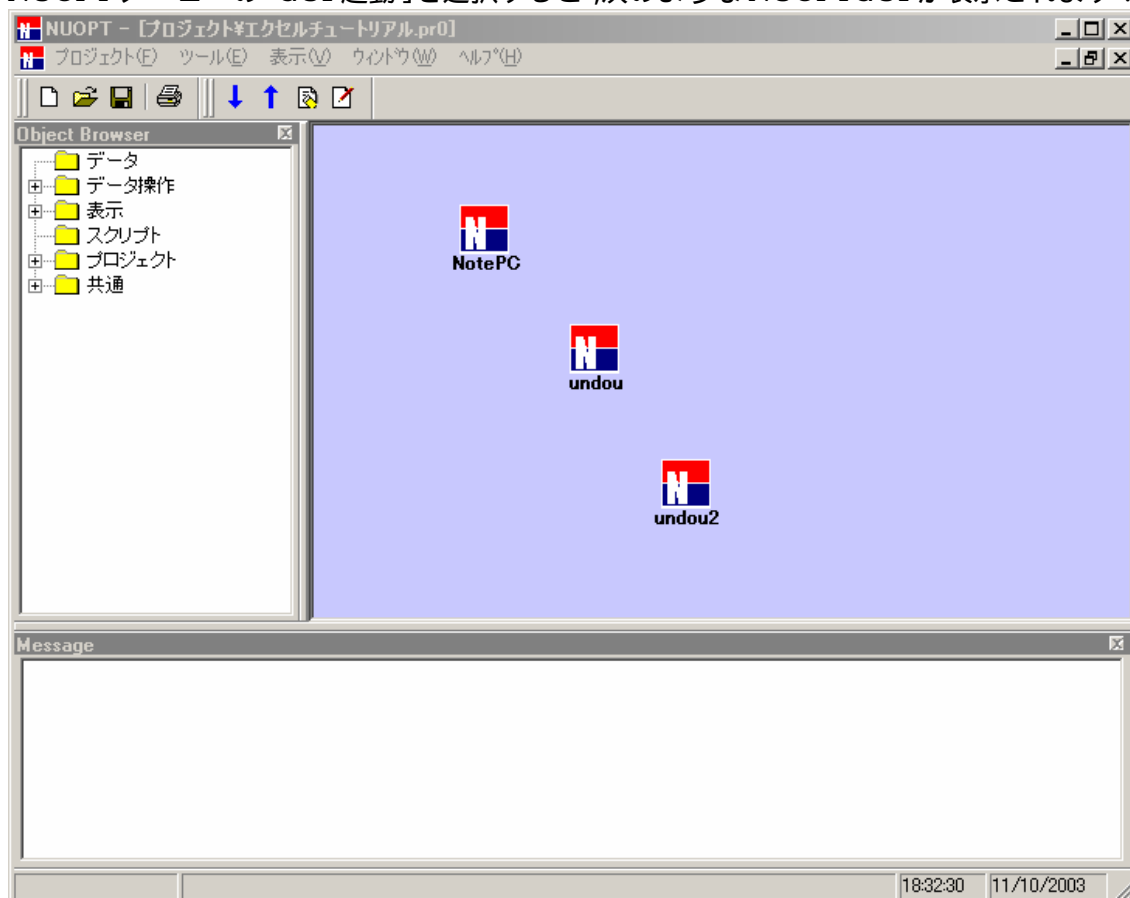 NUOPT - [プロジェクト¥エクセルチュートリアル.pr0]
プロジェクト(F) ツール(E) 表示(V) ウィンドウ(W) ヘルプ(H)
Object Browser
データ
データ操作
表示
スクリプト
プロジェクト
共通
NotePC
undou
undou2
Message
18:32:30 11/10/2003